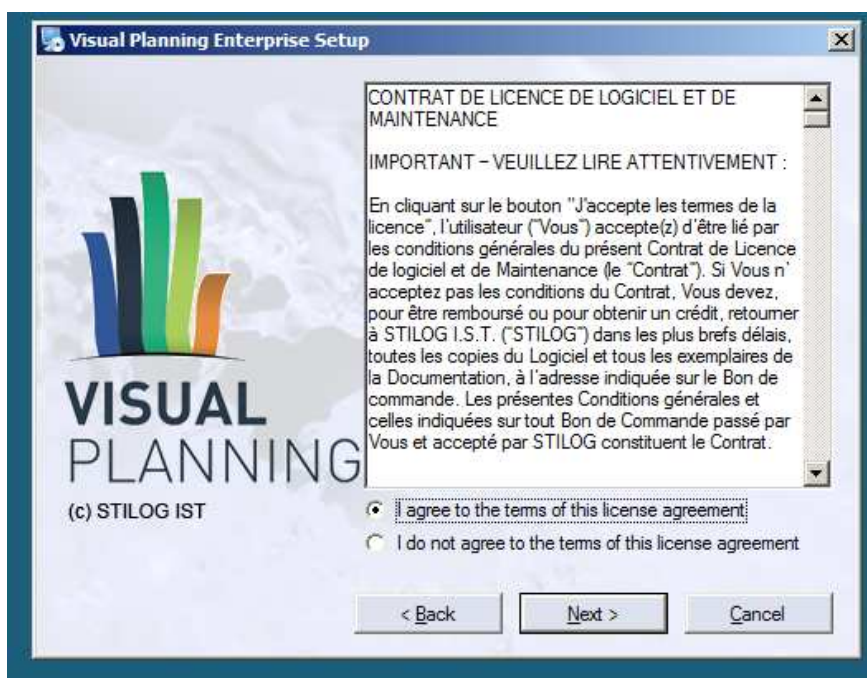 Visual Planning Enterprise Setup
CONTRAT DE LICENCE DE LOGICIEL ET DE
MAINTENANCE
IMPORTANT – VEUILLEZ LIRE ATTENTIVEMENT :
En cliquant sur le bouton "J'accepte les termes de la
licence", l'utilisateur ("Vous") accepte(z) d'être lié par
les conditions générales du présent Contrat de Licence
de logiciel et de Maintenance (le "Contrat"). Si Vous n'
acceptez pas les conditions du Contrat, Vous devez,
pour être remboursé ou pour obtenir un crédit, retourner
à STILOG I.S.T. ("STILOG") dans les plus brefs délais,
toutes les copies du Logiciel et tous les exemplaires de
la Documentation, à l'adresse indiquée sur le Bon de
commande. Les présentes Conditions générales et
celles indiquées sur tout Bon de Commande passé par
Vous et accepté par STILOG constituent le Contrat.
VISUAL
PLANNING
(c) STILOG IST
I agree to the terms of this license agreement
I do not agree to the terms of this license agreement
< Back
Next >
Cancel